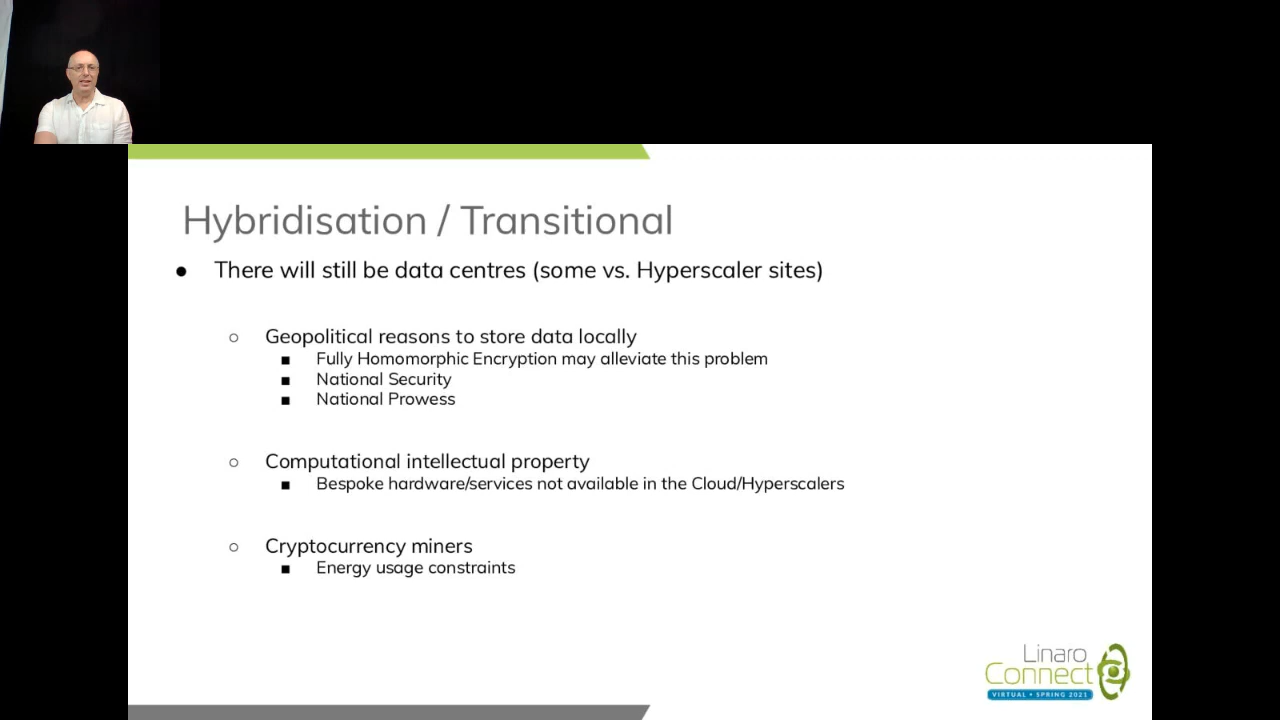 Hybridisation / Transitional
● There will still be data centres (some vs. Hyperscaler sites)
○ Geopolitical reasons to store data locally
■ Fully Homomorphic Encryption may alleviate this problem
■ National Security
■ National Prowess
○ Computational intellectual property
■ Bespoke hardware/services not available in the Cloud/Hyperscalers
○ Cryptocurrency miners
■ Energy usage constraints
Linaro
Connect
VIRTUAL • SPRING 2021